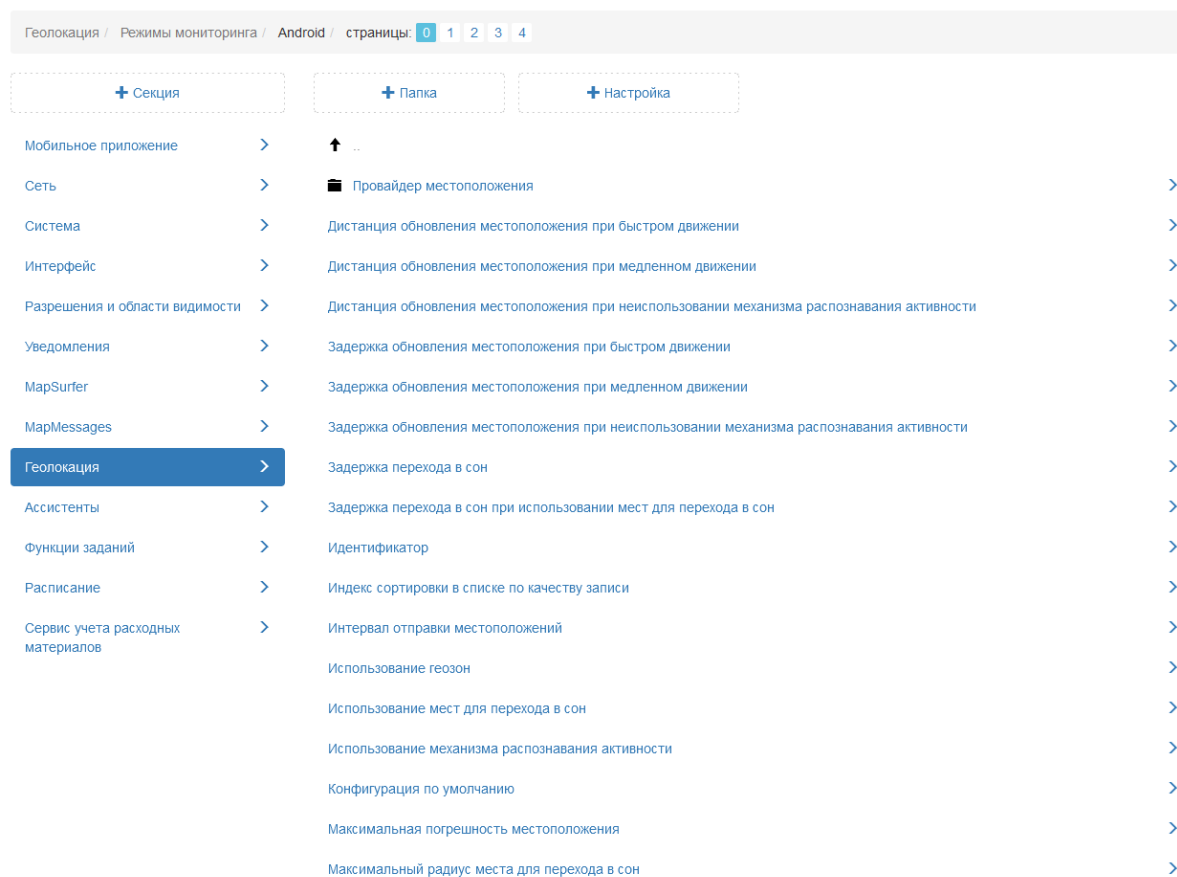 Геолокация / Режимы мониторинга / Android / страницы: 0 1 2 3 4
+ Секция
+ Папка
+ Настройка
Мобильное приложение
Сеть
Система
Интерфейс
Разрешения и области видимости
Уведомления
MapSurfer
MapMessages
Геолокация
Ассистенты
Функции заданий
Расписание
Сервис учета расходных
материалов
..
Провайдер местоположения
Дистанция обновления местоположения при быстром движении
Дистанция обновления местоположения при медленном движении
Дистанция обновления местоположения при неиспользовании механизма распознавания активности
Задержка обновления местоположения при быстром движении
Задержка обновления местоположения при медленном движении
Задержка обновления местоположения при неиспользовании механизма распознавания активности
Задержка перехода в сон
Задержка перехода в сон при использовании мест для перехода в сон
Идентификатор
Индекс сортировки в списке по качеству записи
Интервал отправки местоположений
Использование геозон
Использование мест для перехода в сон
Использование механизма распознавания активности
Конфигурация по умолчанию
Максимальная погрешность местоположения
Максимальный радиус места для перехода в сон